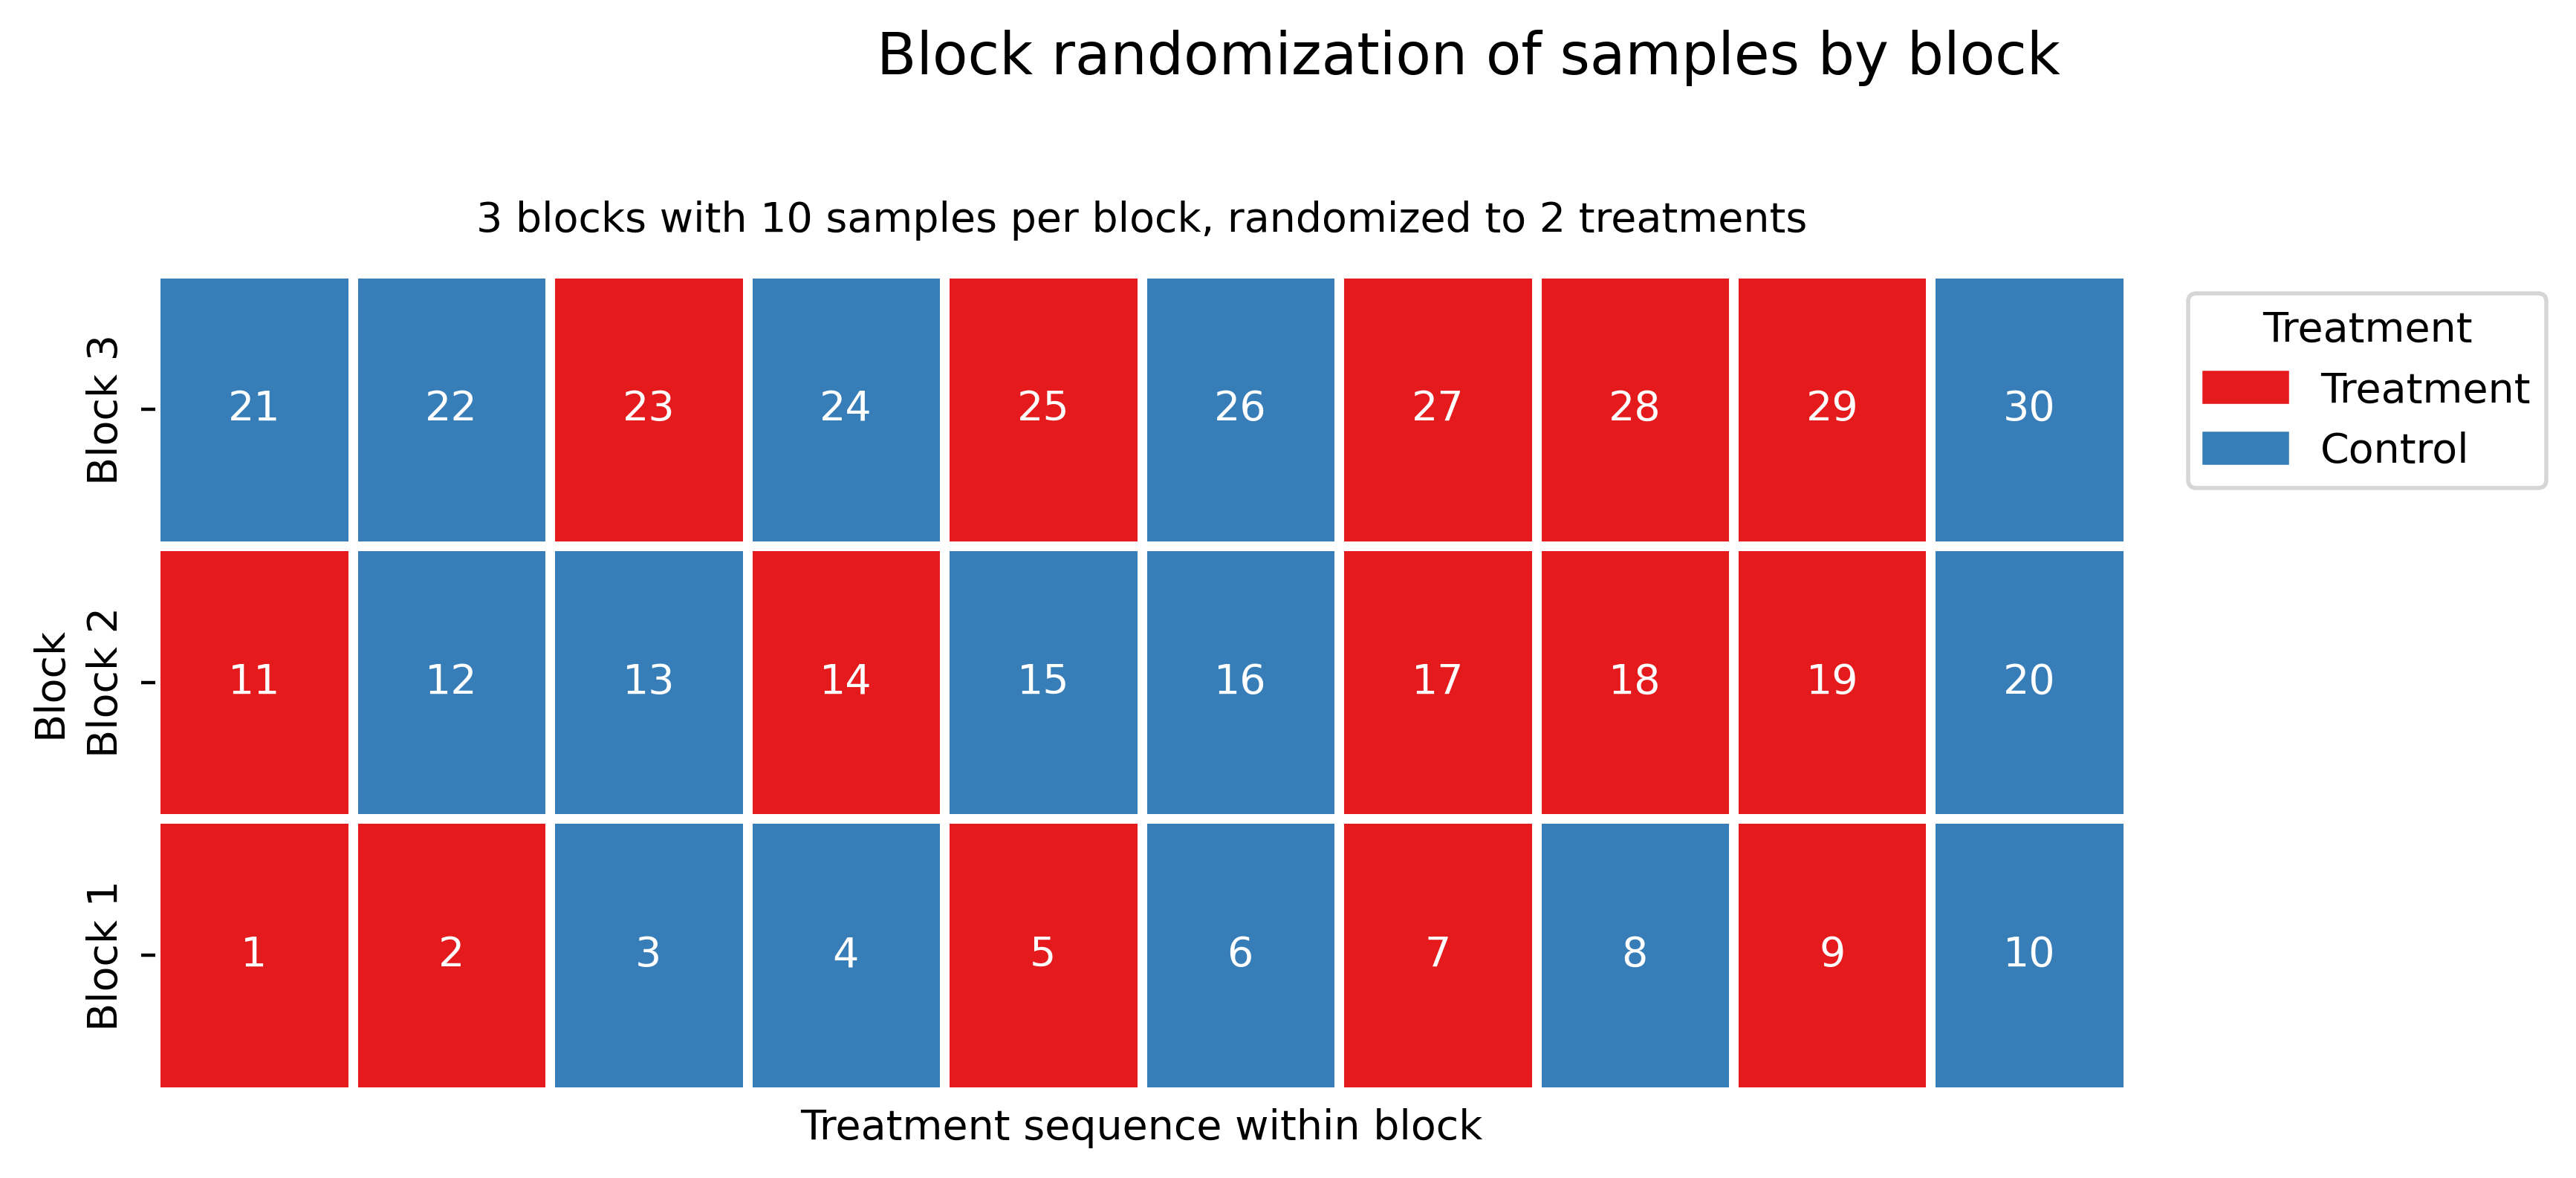 Block randomization of samples by block
3 blocks with 10 samples per block, randomized to 2 treatments
Block
Block 3
21 22 23 24 25 26 27 28 29 30
Block 2
11 12 13 14 15 16 17 18 19 20
Block 1
1 2 3 4 5 6 7 8 9 10
Treatment sequence within block
Treatment
Treatment
Control